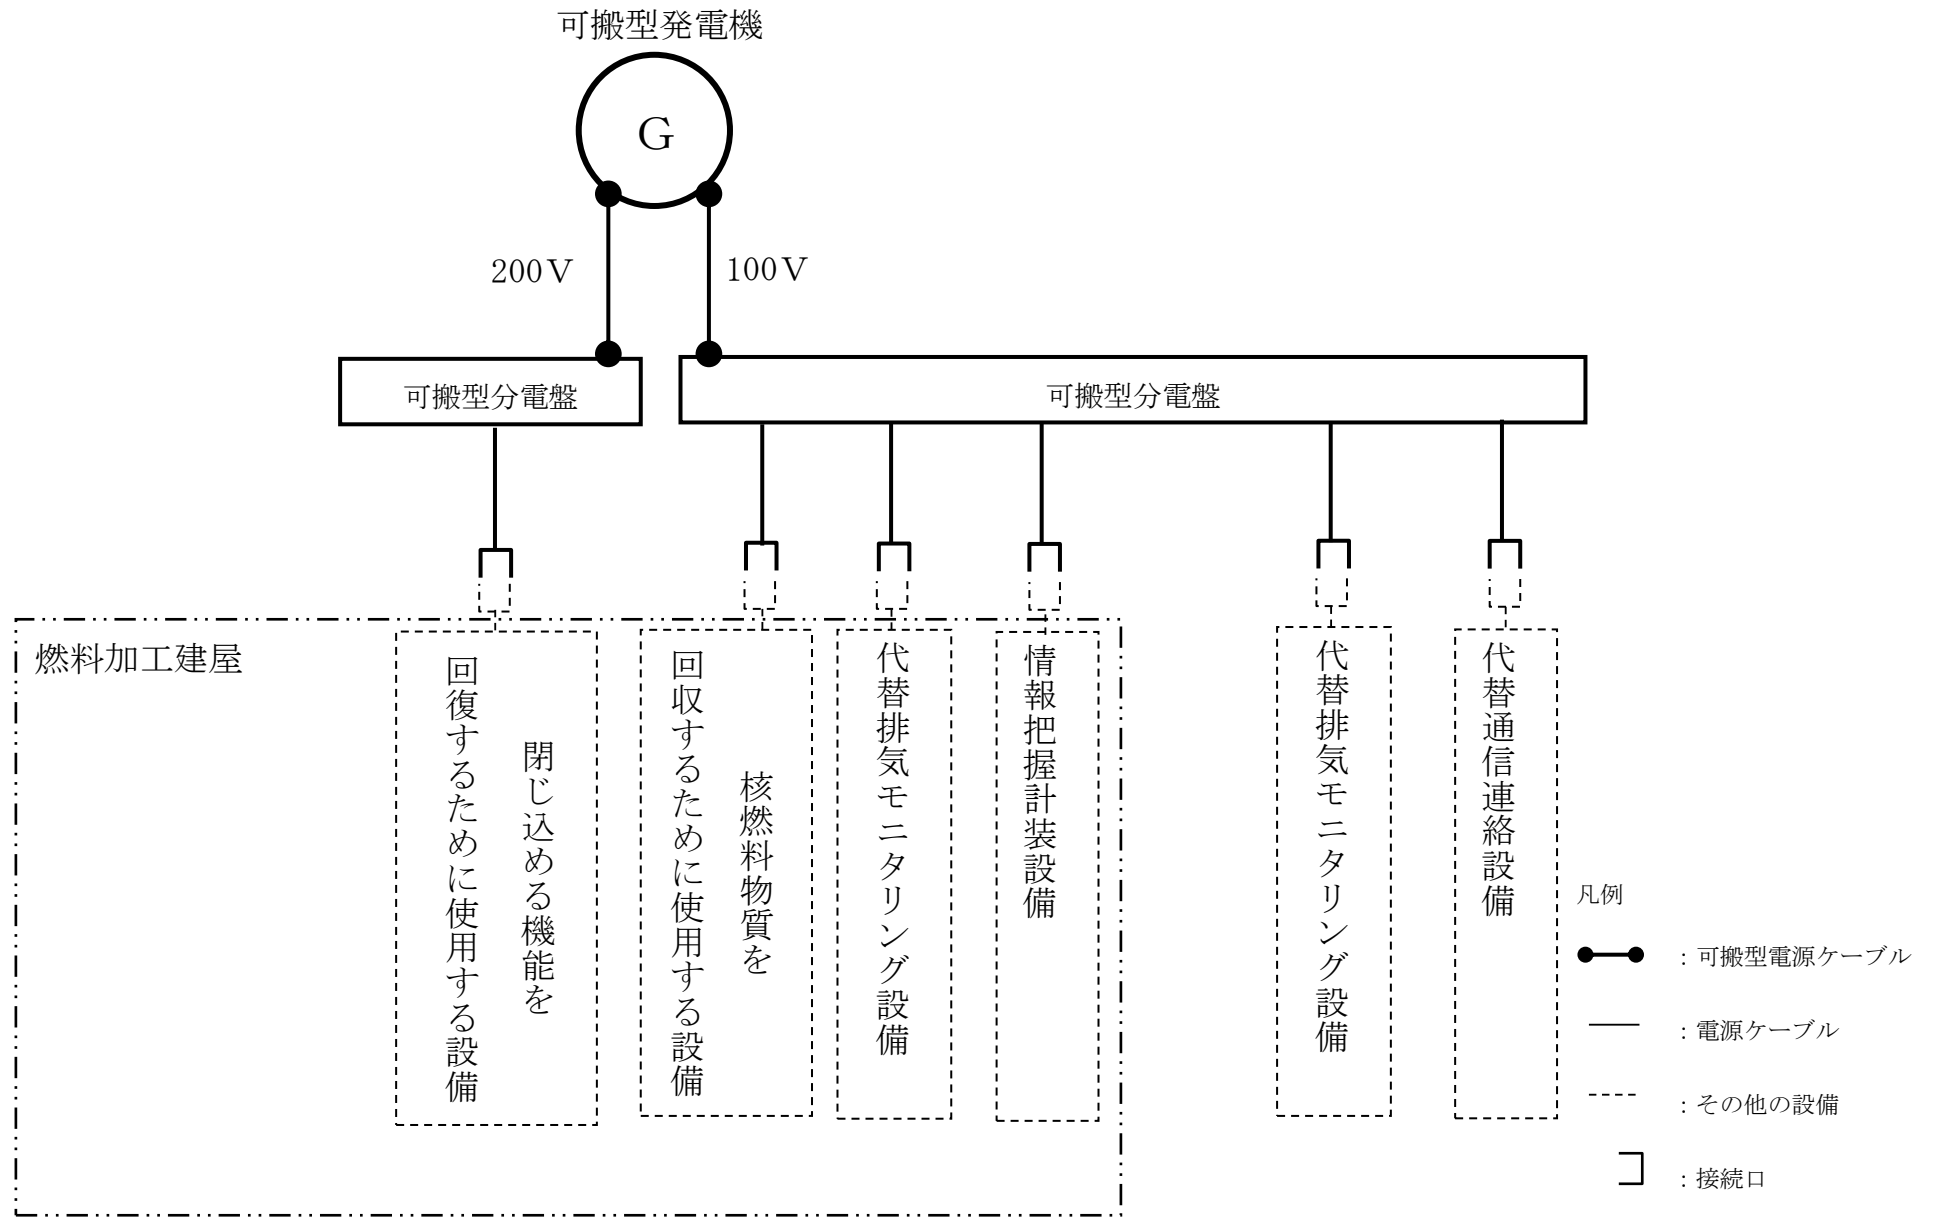 可搬型発電機
G
200V
100V
可搬型分電盤
可搬型分電盤
燃料加工建屋
閉じ込める機能を
回復するために使用する設備
核燃料物質を
回収するために使用する設備
代替排気モニタリング設備
情報把握計装設備
代替排気モニタリング設備
代替通信連絡設備
凡例
：可搬型電源ケーブル
：電源ケーブル
：その他の設備
：接続口